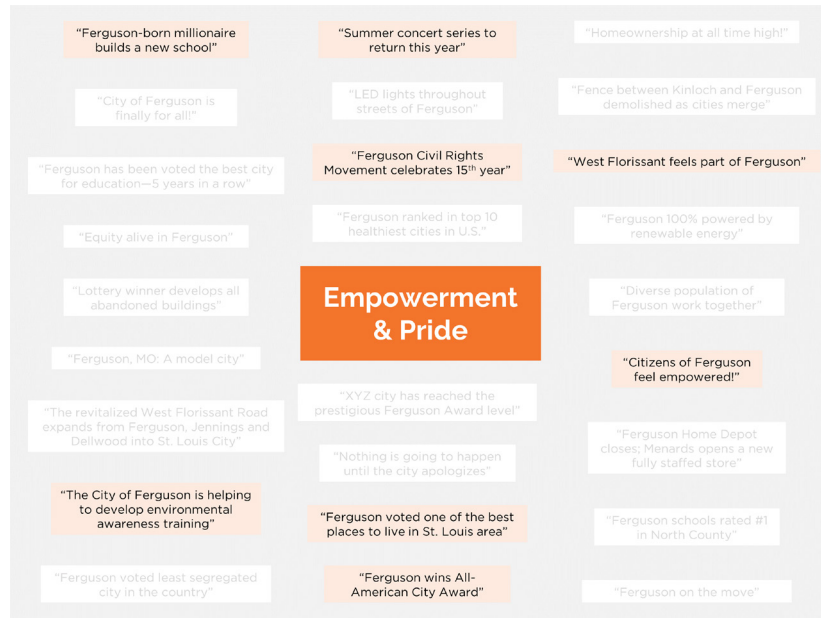 “Ferguson-born millionaire
builds a new school”
“City of Ferguson is
finally for all!”
“Ferguson has been voted the best city
for education—5 years in a row”
“Equity alive in Ferguson”
“Lottery winner develops all
abandoned buildings”
“Ferguson, MO: A model city”
“The revitalized West Florissant Road
expands from Ferguson, Jennings and
Dellwood into St. Louis City”
“The City of Ferguson is helping
to develop environmental
awareness training”
“Ferguson voted least segregated
city in the country”
“Summer concert series to
return this year”
“LED lights throughout
streets of Ferguson”
“Ferguson Civil Rights
Movement celebrates 15th year”
“Ferguson ranked in top 10
healthiest cities in U.S.”
Empowerment
& Pride
“XYZ city has reached the
prestigious Ferguson Award level”
“Nothing is going to happen
until the city apologizes”
“Ferguson voted one of the best
places to live in St. Louis area”
“Ferguson wins All-
American City Award”
“Homeownership at all time high!”
“Fence between Kinloch and Ferguson
demolished as cities merge”
“West Florissant feels part of Ferguson”
“Ferguson 100% powered by
renewable energy”
“Diverse population of
Ferguson work together”
“Citizens of Ferguson
feel empowered!”
“Ferguson Home Depot
closes; Menards opens a new
fully staffed store”
“Ferguson schools rated #1
in North County”
“Ferguson on the move”